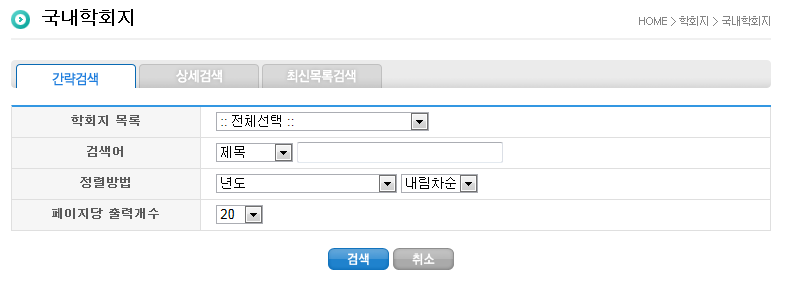 국내학회지
HOME > 학회지 > 국내학회지
간략검색 상세검색 최신목록검색
학회지 목록 :: 전체선택 ::
검색어 제목
정렬방법 년도 내림차순
페이지당 출력개수 20
검색 취소